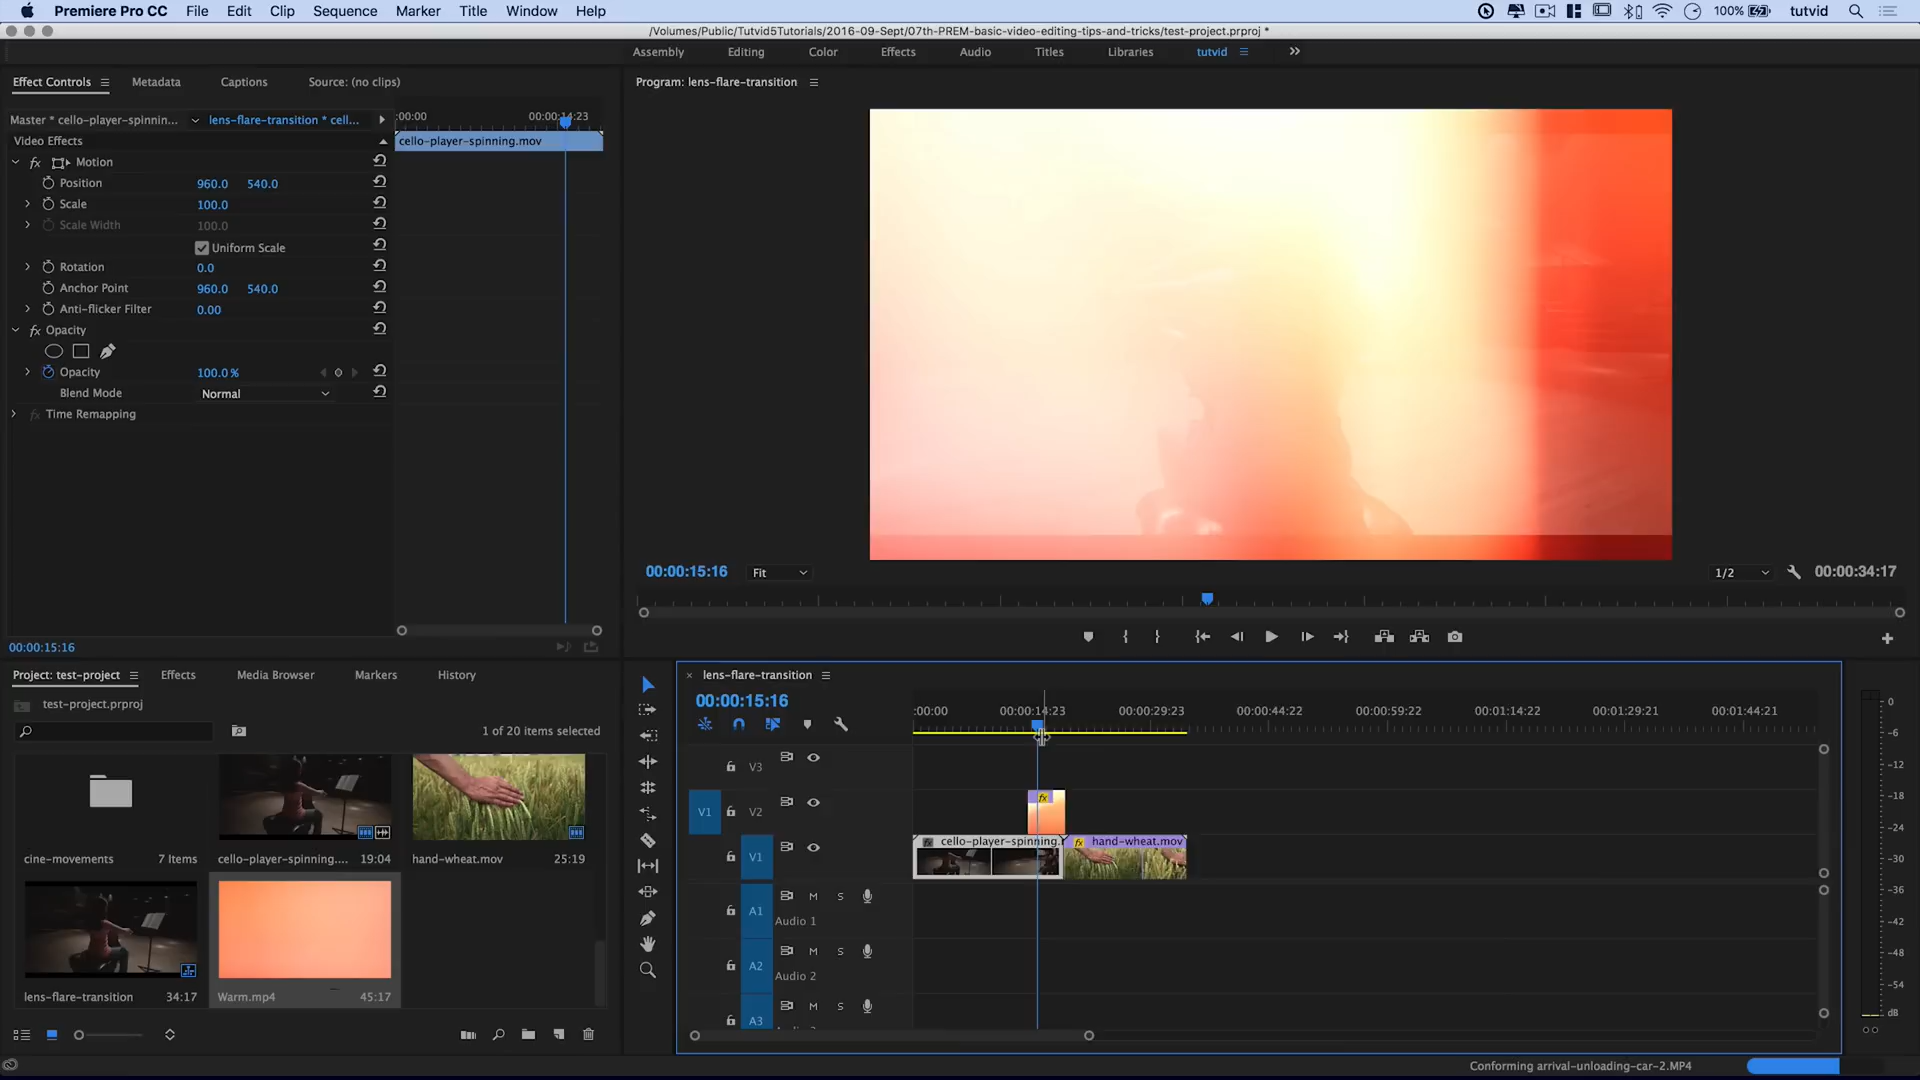 Premiere Pro CC File Edit Clip Sequence Marker Title Window Help 100% tutvid
/Volumes/Public/Tutvid5Tutorials/2016-09-Sept/07th-PREM-basic-video-editing-tips-and-tricks/test-project.prproj *
Assembly Editing Color Effects Audio Titles Libraries tutvid
Effect Controls Metadata Captions Source: (no clips)
Program: lens-flare-transition
Master * cello-player-spinnin... lens-flare-transition * cell...
:00:00 00:00:14:23
Video Effects
cello-player-spinning.mov
fx Motion
Position 960.0 540.0
Scale 100.0
Scale Width 100.0
Uniform Scale
Rotation 0.0
Anchor Point 960.0 540.0
Anti-flicker Filter 0.00
fx Opacity
Opacity 100.0 %
Blend Mode Normal
fx Time Remapping
00:00:15:16
00:00:15:16 Fit 1/2 00:00:34:17
Project: test-project Effects Media Browser Markers History
test-project.prproj
1 of 20 items selected
cine-movements 7 Items
cello-player-spinning.... 19:04
hand-wheat.mov 25:19
lens-flare-transition 34:17
Warm.mp4 45:17
lens-flare-transition
00:00:15:16
:00:00 00:00:14:23 00:00:29:23 00:00:44:22 00:00:59:22 00:01:14:22 00:01:29:21 00:01:44:21
V3
V1 V2 fx
V1 fx cello-player-spinning.r fx hand-wheat.mov
A1 M S
Audio 1
A2 M S
Audio 2
A3 M S
0
-6
-12
-18
-24
-30
-36
-42
-48
-54
dB
Conforming arrival-unloading-car-2.MP4